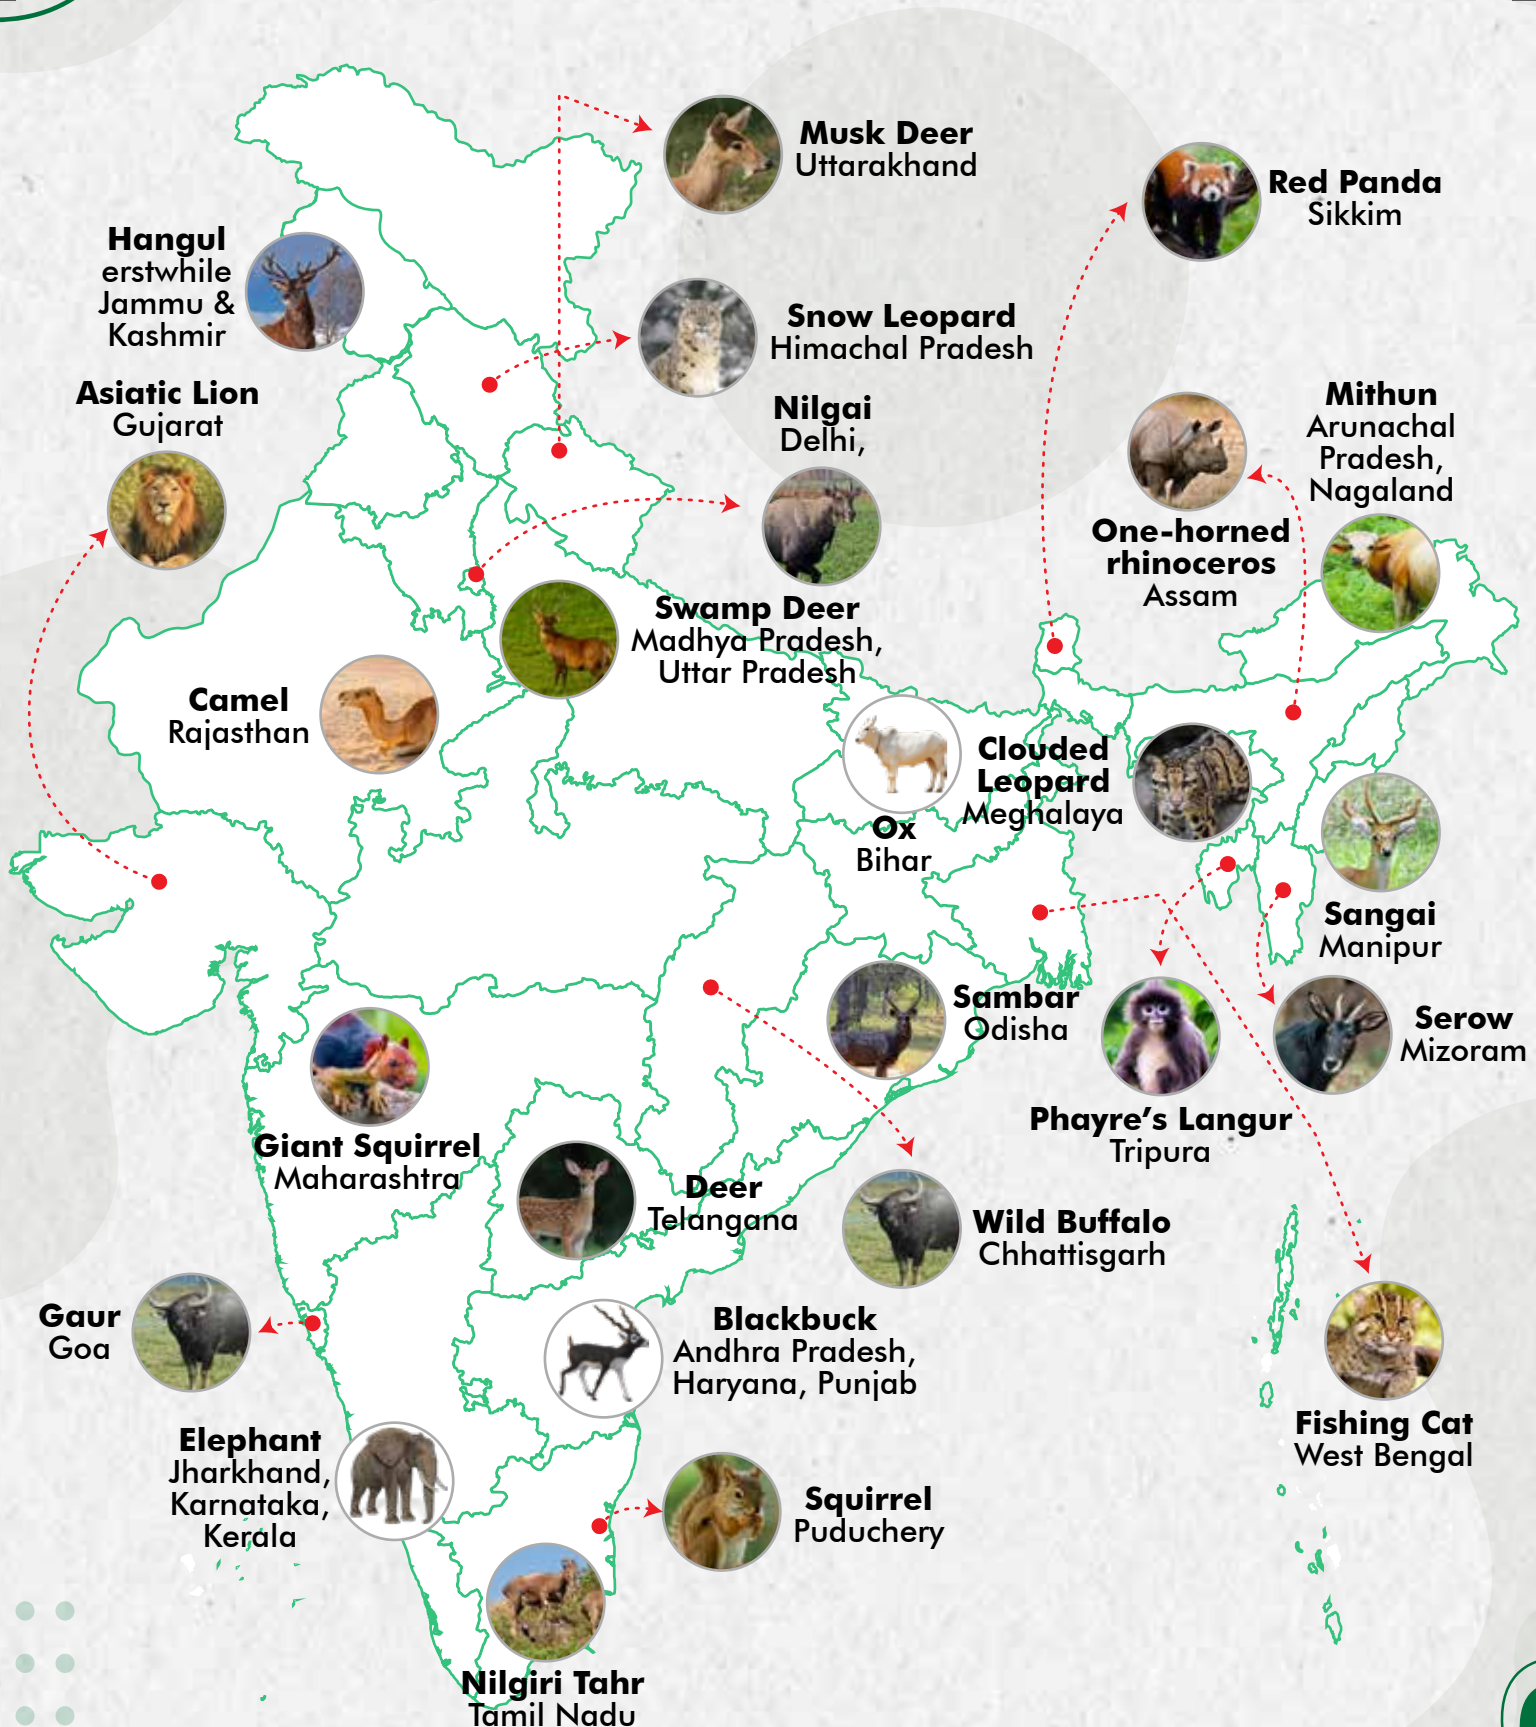 Musk Deer
Uttarakhand
Red Panda
Sikkim
Hangul
erstwhile
Jammu &
Kashmir
Snow Leopard
Himachal Pradesh
Asiatic Lion
Gujarat
Nilgai
Delhi,
Mithun
Arunachal
Pradesh,
Nagaland
One-horned
rhinoceros
Assam
Swamp Deer
Madhya Pradesh,
Uttar Pradesh
Camel
Rajasthan
Clouded
Leopard
Meghalaya
Ox
Bihar
Sangai
Manipur
Sambar
Odisha
Serow
Mizoram
Phayre’s Langur
Tripura
Giant Squirrel
Maharashtra
Deer
Telangana
Wild Buffalo
Chhattisgarh
Gaur
Goa
Blackbuck
Andhra Pradesh,
Haryana, Punjab
Fishing Cat
West Bengal
Elephant
Jharkhand,
Karnataka,
Kerala
Squirrel
Puduchery
Nilgiri Tahr
Tamil Nadu